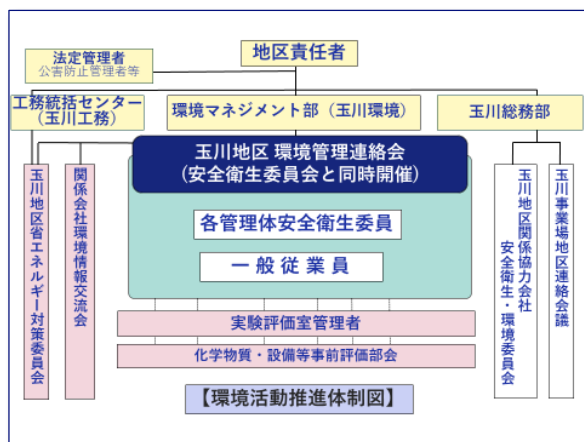 地区責任者
法定管理者
公害防止管理者等
工務統括センター
（玉川工務）
環境マネジメント部（玉川環境）
玉川総務部
玉川地区 環境管理連絡会
(安全衛生委員会と同時開催)
各管理体安全衛生委員
一般従業員
玉川地区省エネルギー対策委員会
関係会社環境情報交流会
玉川地区関係協力会社
安全衛生・環境委員会
玉川事業場地区連絡会議
実験評価室管理者
化学物質・設備等事前評価部会
【環境活動推進体制図】